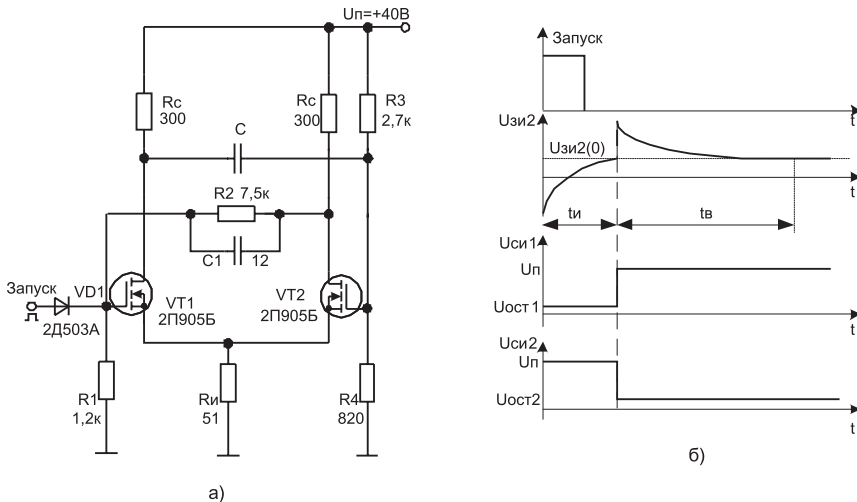 Uп=+40В
Rс
300
Rс
300
R3
2,7к
C
R2 7,5к
C1
12
Запуск
VD1
2Д503А
VT1
2П905Б
VT2
2П905Б
R1
1,2к
Rи
51
R4
820
а)
Запуск
t
Uзи2
Uзи2(0)
t
tи
tв
Uси1
Uп
Uост1
t
Uси2
Uп
Uост2
t
б)